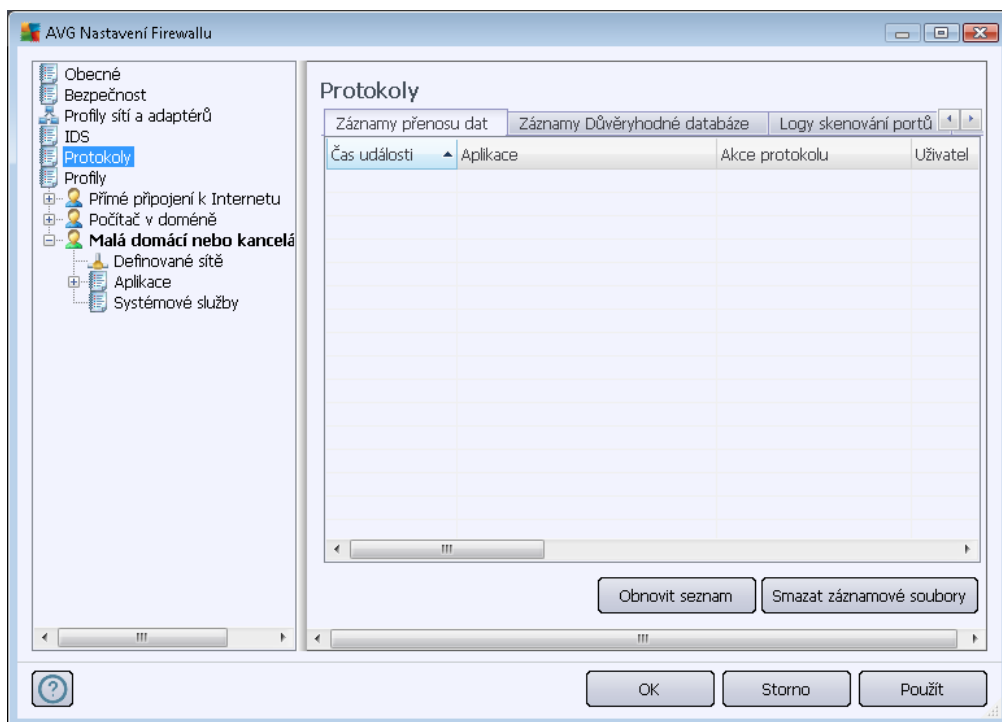 AVG Nastavení Firewallu
Obecné
Bezpečnost
Profily sítí a adaptérů
IDS
Protokoly
Profily
Přímé připojení k Internetu
Počítač v doméně
Malá domácí nebo kancelá
Definované sítě
Aplikace
Systémové služby
Protokoly
Záznamy přenosu dat Záznamy Důvěryhodné databáze Logy skenování portů
Čas události Aplikace Akce protokolu Uživatel
Obnovit seznam Smazat záznamové soubory
OK Storno Použít